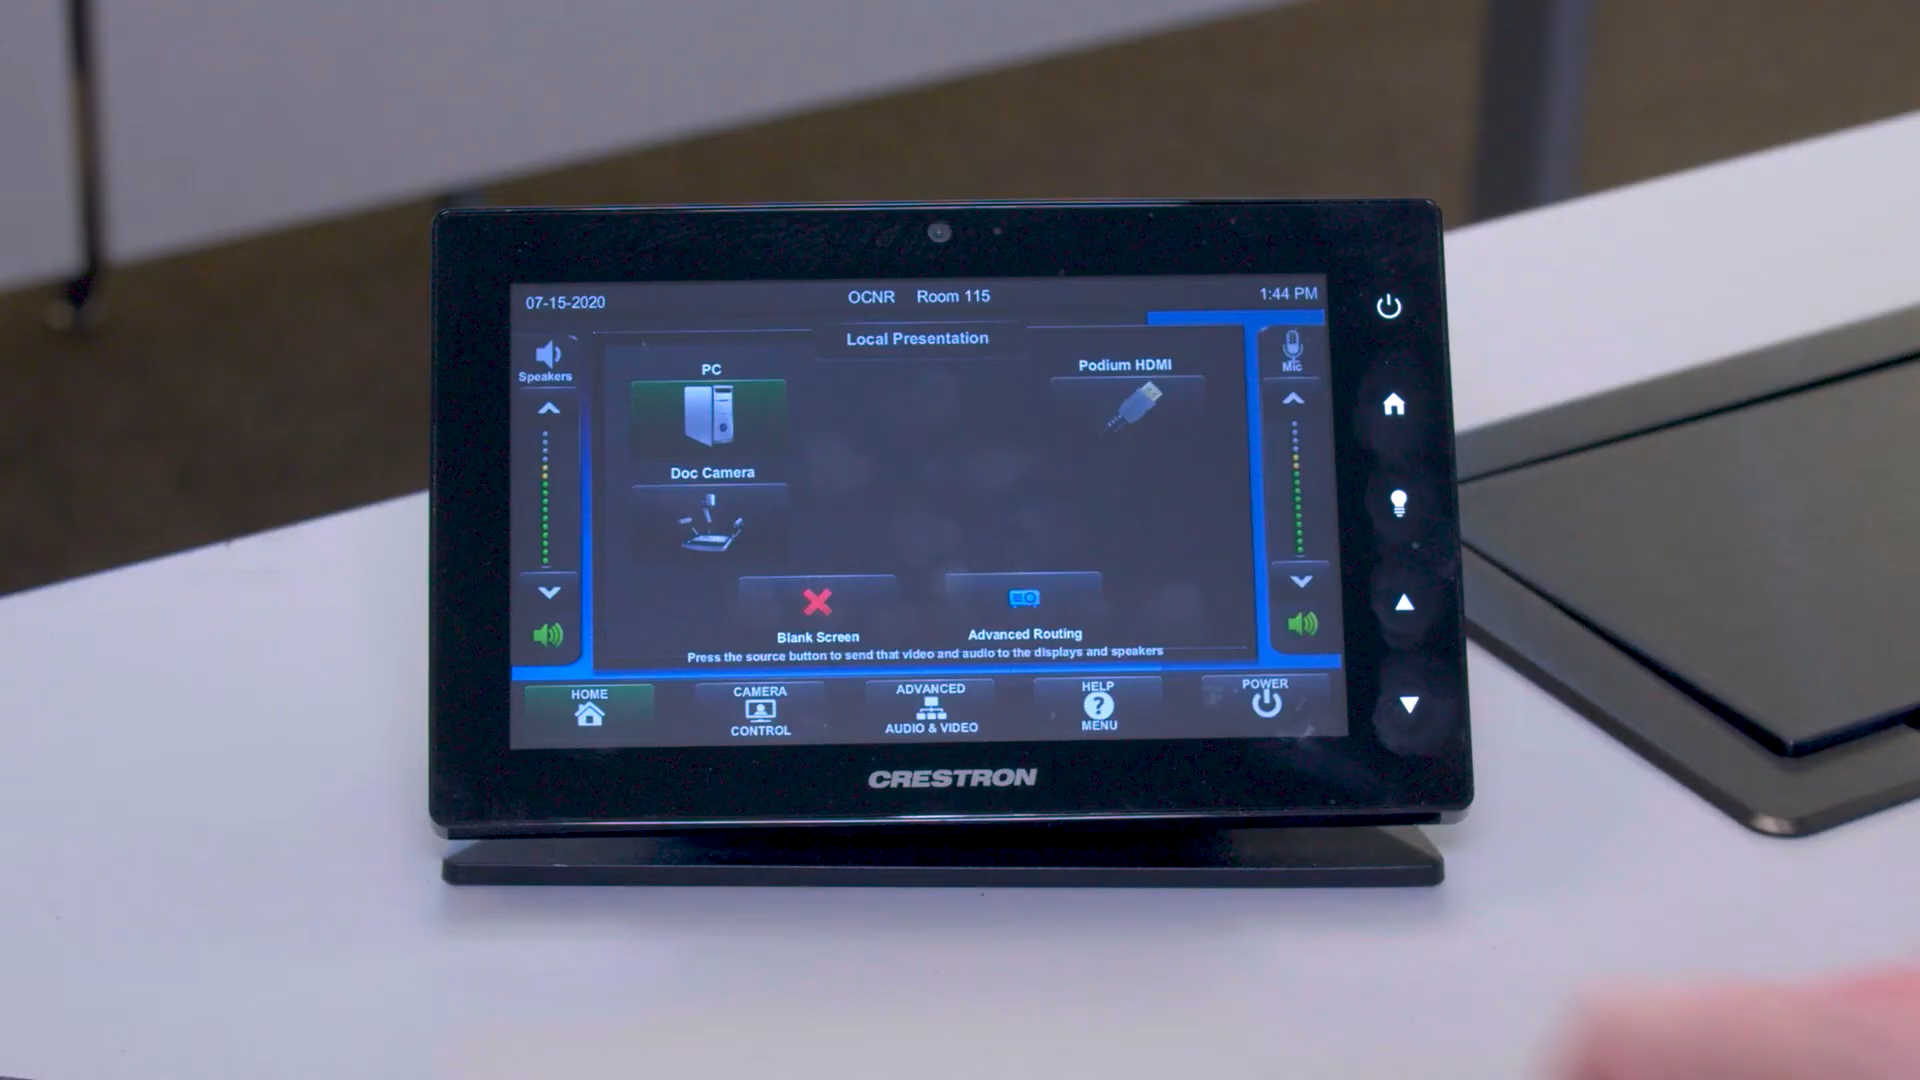 07-15-2020
OCNR Room 115
1:44 PM
Local Presentation
Speakers
Mic
PC
Podium HDMI
Doc Camera
Blank Screen
Advanced Routing
Press the source button to send that video and audio to the displays and speakers
HOME
CAMERA
CONTROL
ADVANCED
AUDIO & VIDEO
HELP
?
MENU
POWER
CRESTRON